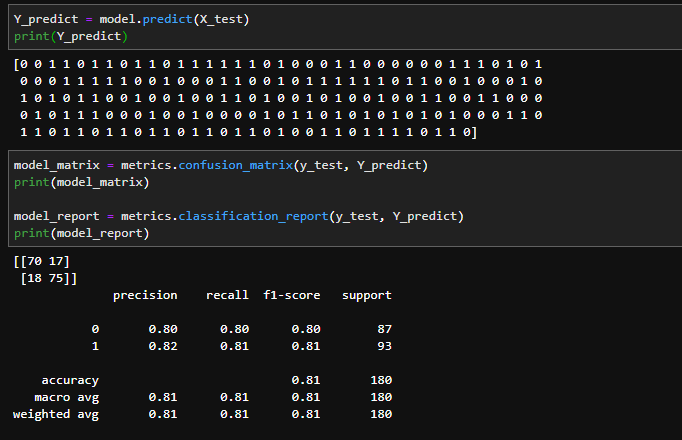 Y_predict = model.predict(X_test)
print(Y_predict)
[0 0 1 1 0 1 1 0 1 1 0 1 1 1 1 1 1 0 1 0 0 0 1 1 0 0 0 0 0 0 1 1 1 0 1 0 1
 0 0 0 1 1 1 1 1 0 0 1 0 0 0 1 1 0 0 1 0 1 1 1 1 1 1 0 1 1 0 0 1 0 0 0 1 0
 1 0 1 0 1 1 0 0 1 0 0 1 0 0 1 1 0 1 0 0 1 0 1 0 0 1 0 0 1 1 0 0 1 1 0 0 0
 0 1 0 1 1 1 0 0 0 1 0 0 1 0 0 0 0 1 0 1 1 0 1 0 1 0 1 0 1 0 1 0 0 0 1 1 0
 1 1 0 1 1 0 1 1 0 1 1 0 1 1 0 1 1 0 1 0 0 1 1 0 1 1 1 1 0 1 1 0]
model_matrix = metrics.confusion_matrix(y_test, Y_predict)
print(model_matrix)
model_report = metrics.classification_report(y_test, Y_predict)
print(model_report)
[[70 17]
 [18 75]]
precision recall f1-score support
0 0.80 0.80 0.80 87
1 0.82 0.81 0.81 93
accuracy 0.81 180
macro avg 0.81 0.81 0.81 180
weighted avg 0.81 0.81 0.81 180